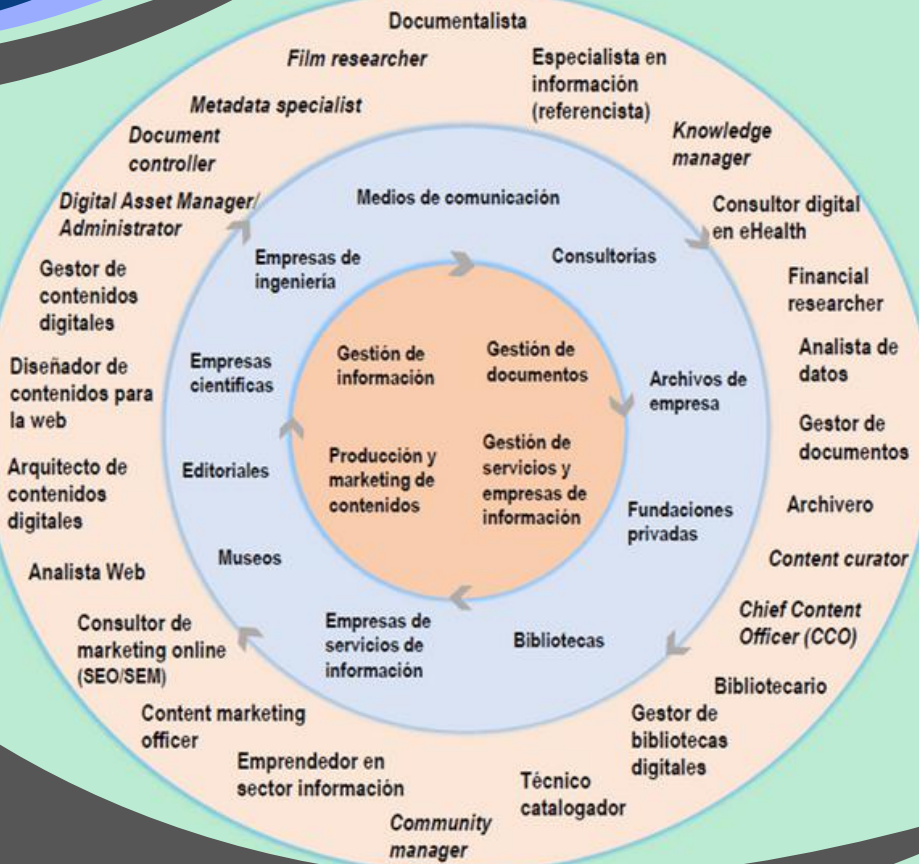 Documentalista
Film researcher
Especialista en
información
(referencista)
Metadata specialist
Knowledge
manager
Document
controller
Digital Asset Manager/
Administrator
Consultor digital
en eHealth
Gestor de
contenidos
digitales
Financial
researcher
Diseñador de
contenidos para
la web
Analista de
datos
Gestor de
documentos
Arquitecto de
contenidos
digitales
Archivero
Analista Web
Content curator
Consultor de
marketing online
(SEO/SEM)
Chief Content
Officer (CCO)
Bibliotecario
Content marketing
officer
Gestor de
bibliotecas
digitales
Emprendedor en
sector información
Técnico
catalogador
Community
manager
Medios de comunicación
Empresas de
ingeniería
Consultorías
Empresas
científicas
Archivos de
empresa
Editoriales
Fundaciones
privadas
Museos
Empresas de
servicios de
información
Bibliotecas
Gestión de
información
Gestión de
documentos
Producción y
marketing de
contenidos
Gestión de
servicios y
empresas de
información